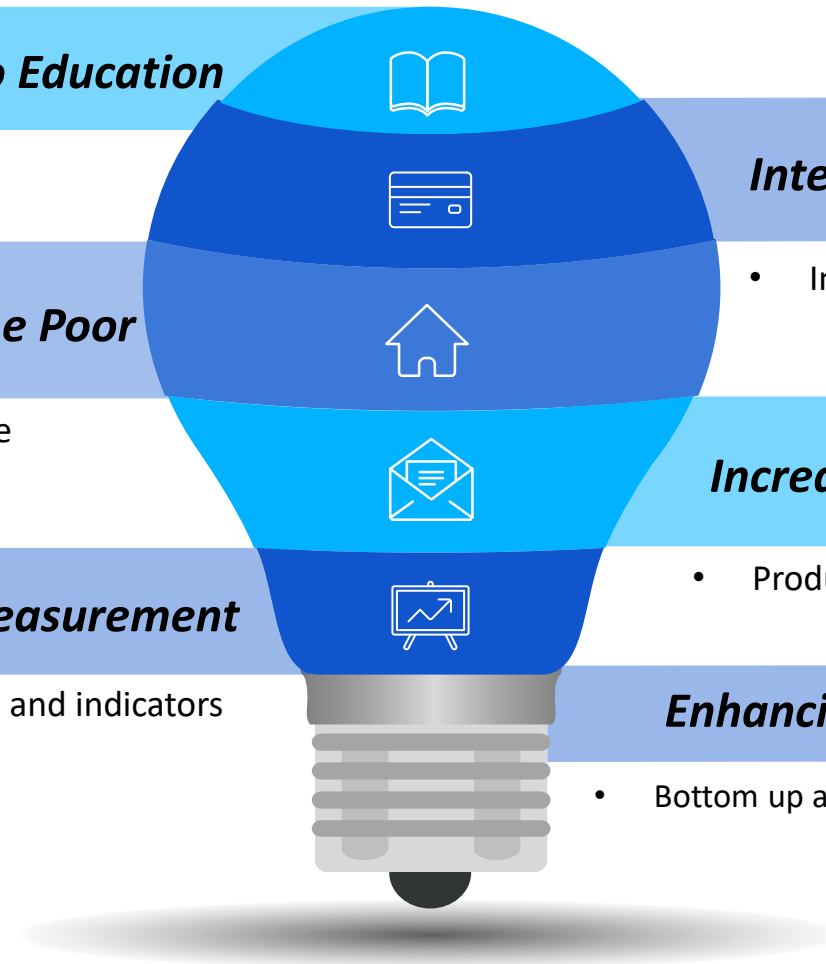 o Education
Inte
• In
e Poor
e
Increa
• Produ
easurement
and indicators
Enhanci
• Bottom up a